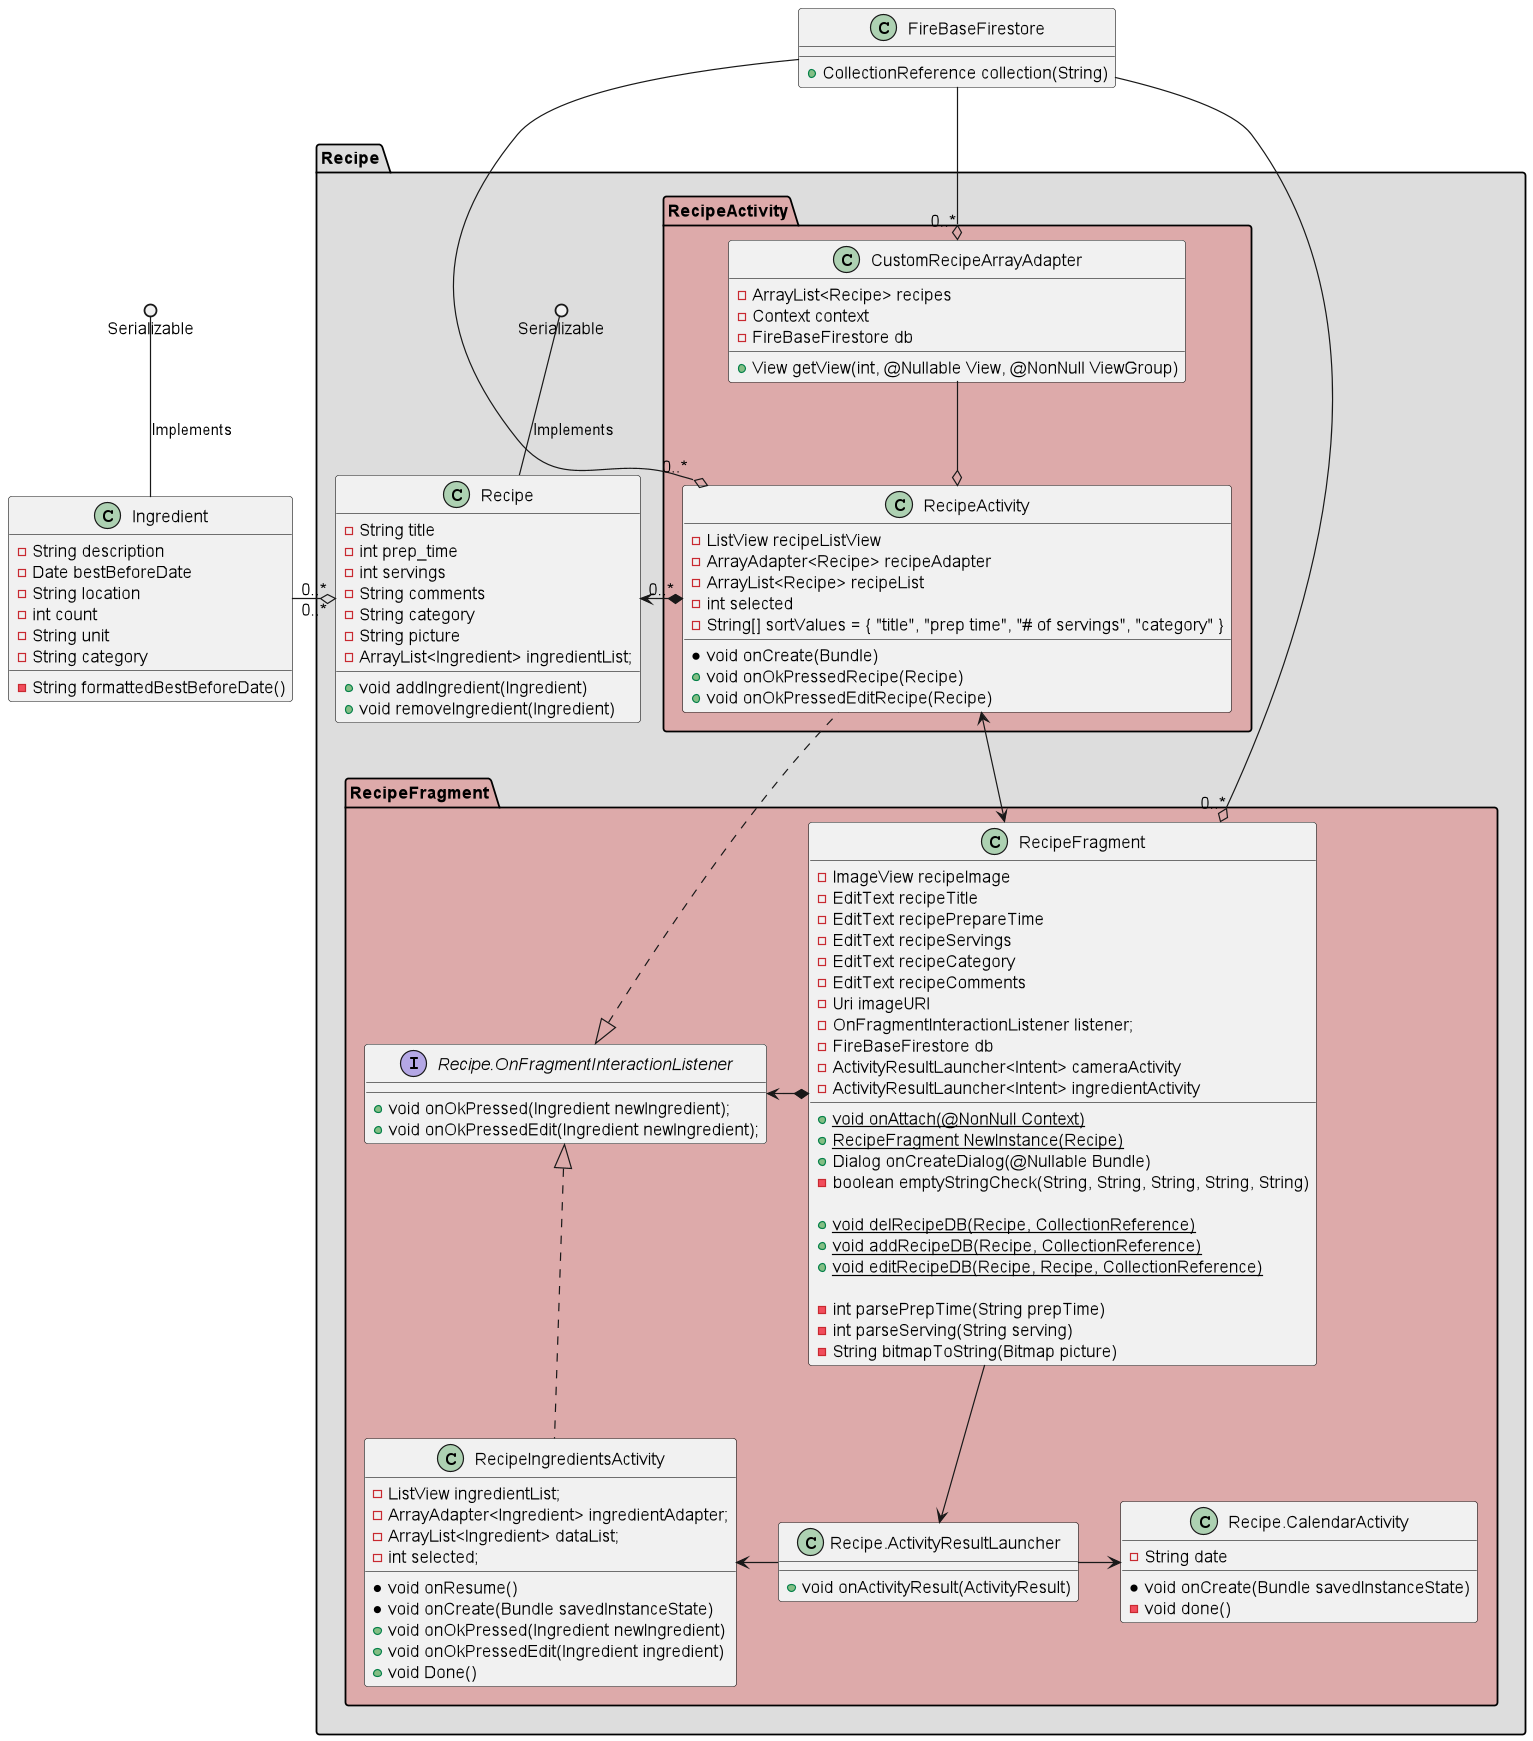 FireBaseFirestore
CollectionReference collection(String)
Recipe
RecipeActivity
0..*
CustomRecipeArrayAdapter
ArrayList<Recipe> recipes
Context context
FireBaseFirestore db
View getView(int, @Nullable View, @NonNull ViewGroup)
Serializable
Serializable
Implements
Implements
0..*
Ingredient
String description
Date bestBeforeDate
String location
int count
String unit
String category
String formattedBestBeforeDate()
0..*
0..*
Recipe
String title
int prep_time
int servings
String comments
String category
String picture
ArrayList<Ingredient> ingredientList;
void addIngredient(Ingredient)
void removeIngredient(Ingredient)
0..*
RecipeActivity
ListView recipeListView
ArrayAdapter<Recipe> recipeAdapter
ArrayList<Recipe> recipeList
int selected
String[] sortValues = { "title", "prep time", "# of servings", "category" }
void onCreate(Bundle)
void onOkPressedRecipe(Recipe)
void onOkPressedEditRecipe(Recipe)
RecipeFragment
0..*
RecipeFragment
ImageView recipeImage
EditText recipeTitle
EditText recipePrepareTime
EditText recipeServings
EditText recipeCategory
EditText recipeComments
Uri imageURI
OnFragmentInteractionListener listener;
FireBaseFirestore db
ActivityResultLauncher<Intent> cameraActivity
ActivityResultLauncher<Intent> ingredientActivity
void onAttach(@NonNull Context)
RecipeFragment NewInstance(Recipe)
Dialog onCreateDialog(@Nullable Bundle)
boolean emptyStringCheck(String, String, String, String, String)
void delRecipeDB(Recipe, CollectionReference)
void addRecipeDB(Recipe, CollectionReference)
void editRecipeDB(Recipe, Recipe, CollectionReference)
int parsePrepTime(String prepTime)
int parseServing(String serving)
String bitmapToString(Bitmap picture)
Recipe.OnFragmentInteractionListener
void onOkPressed(Ingredient newIngredient);
void onOkPressedEdit(Ingredient newIngredient);
RecipeIngredientsActivity
ListView ingredientList;
ArrayAdapter<Ingredient> ingredientAdapter;
ArrayList<Ingredient> dataList;
int selected;
void onResume()
void onCreate(Bundle savedInstanceState)
void onOkPressed(Ingredient newIngredient)
void onOkPressedEdit(Ingredient ingredient)
void Done()
Recipe.ActivityResultLauncher
void onActivityResult(ActivityResult)
Recipe.CalendarActivity
String date
void onCreate(Bundle savedInstanceState)
void done()